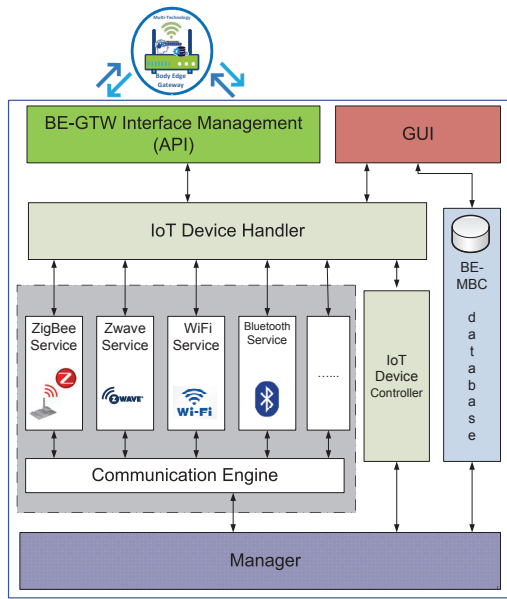 Multi-Technology
Body Edge
Gateway
BE-GTW Interface Management
(API)
GUI
IoT Device Handler
BE-
MBC
d
a
t
a
b
a
s
e
ZigBee
Service
Zwave
Service
WiFi
Service
Bluetooth
Service
......
Z
ZWAVE
Wi-Fi
IoT
Device
Controller
Communication Engine
Manager